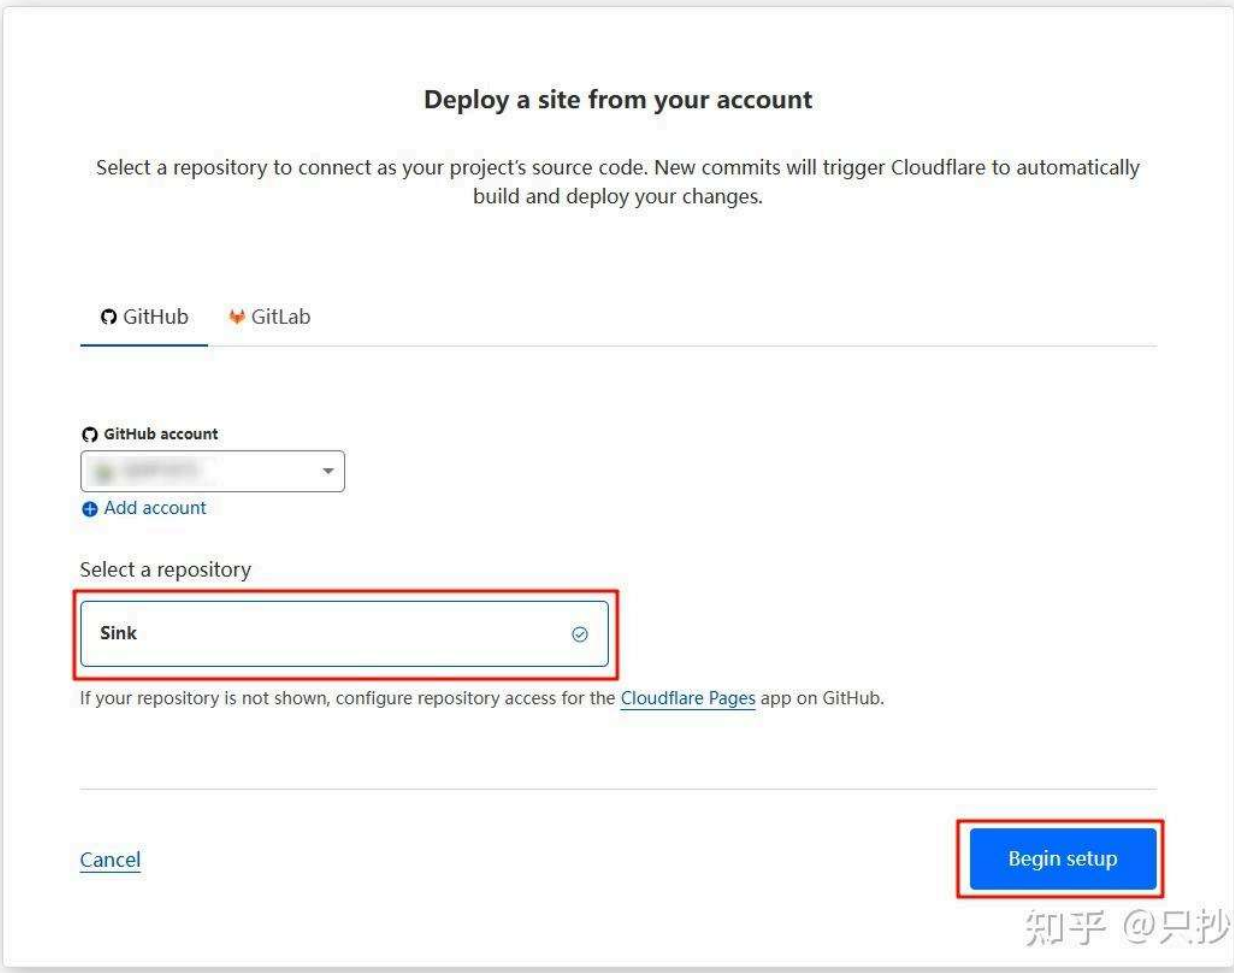 Deploy a site from your account
Select a repository to connect as your project's source code. New commits will trigger Cloudflare to automatically
build and deploy your changes.
GitHub
GitLab
GitHub account
Add account
Select a repository
Sink
If your repository is not shown, configure repository access for the Cloudflare Pages app on GitHub.
Cancel
Begin setup
知乎 @只抄